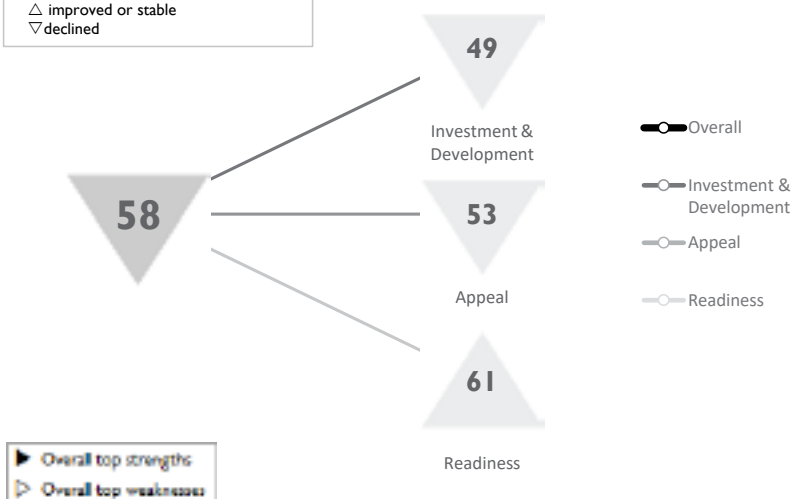 △ improved or stable
▽ declined
49
Investment &
Development
58
53
Appeal
61
Readiness
Overall
Investment &
Development
Appeal
Readiness
▶ Overall top strengths
▷ Overall top weaknesses